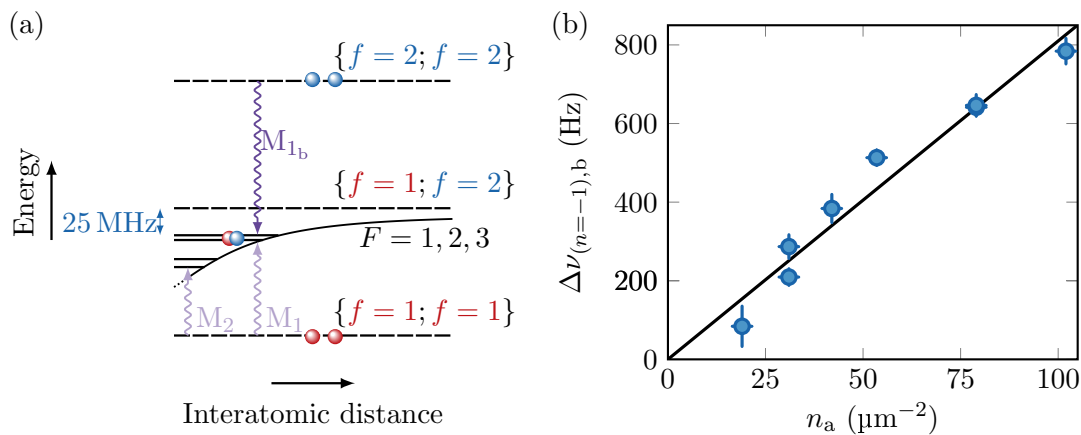 (a)
{f = 2; f = 2}
M1b
{f = 1; f = 2}
Energy
25 MHz
F = 1, 2, 3
M2
M1
{f = 1; f = 1}
Interatomic distance
(b)
Δν(n=−1),b (Hz)
800
600
400
200
0
0 25 50 75 100
na (µm−2)